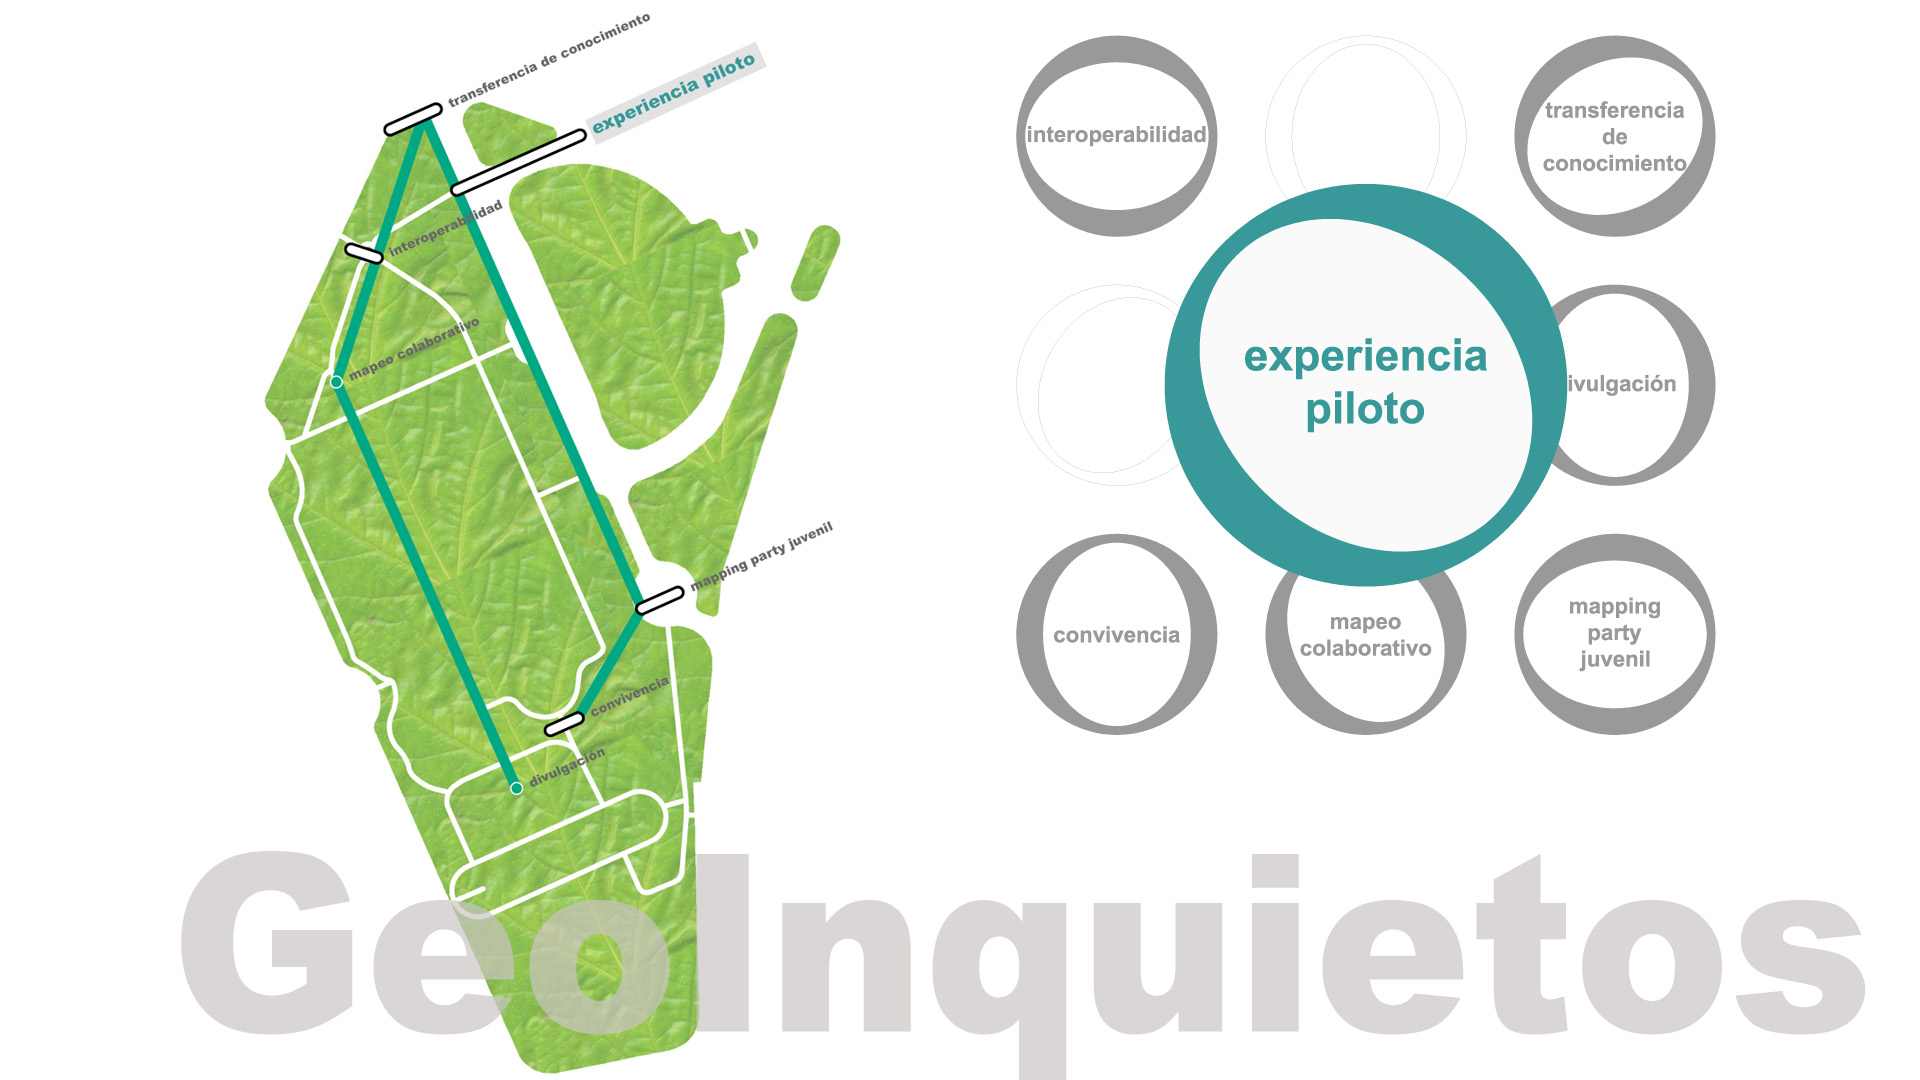 transferencia de conocimiento
experiencia piloto
interoperabilidad
mapeo colaborativo
mapping party juvenil
convivencia
divulgación
interoperabilidad
transferencia
de
conocimiento
experiencia
piloto
ivulgación
convivencia
mapeo
colaborativo
mapping
party
juvenil
GeoInquietos